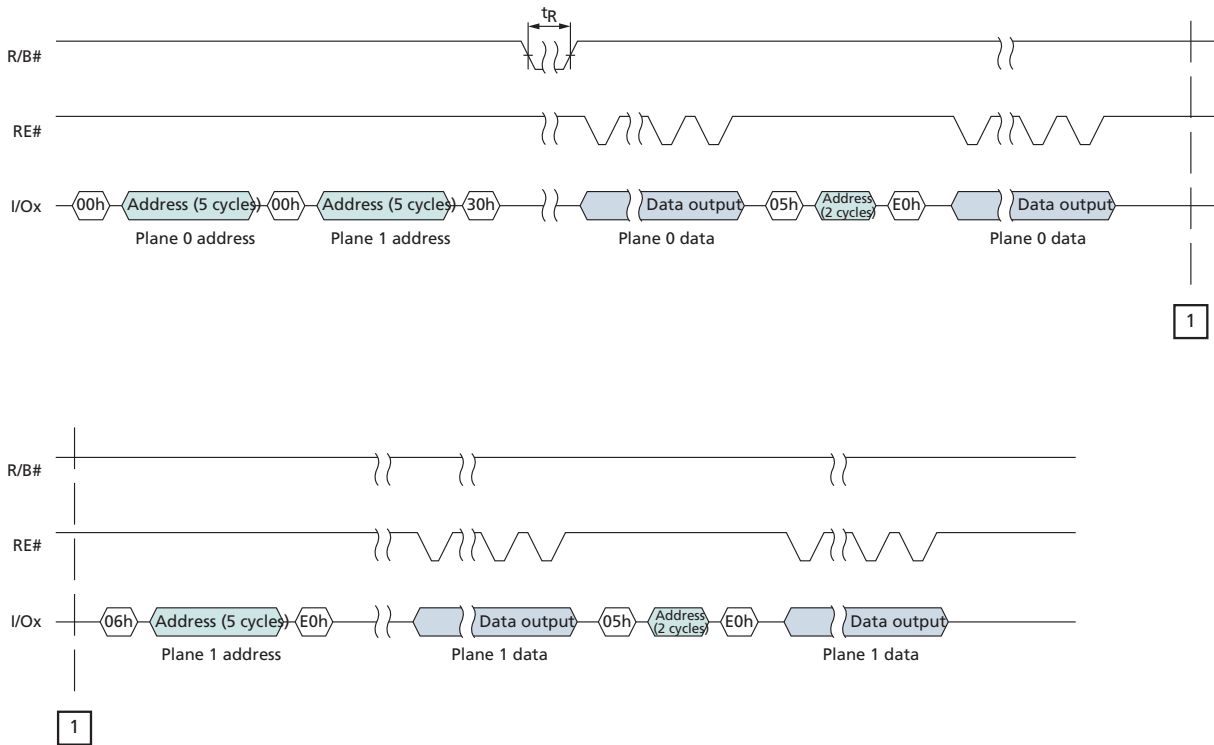 tR
R/B#
RE#
I/Ox 00h Address (5 cycles) 00h Address (5 cycles) 30h Data output 05h Address (2 cycles) E0h Data output
Plane 0 address Plane 1 address Plane 0 data Plane 0 data
1
R/B#
RE#
I/Ox 06h Address (5 cycles) E0h Data output 05h Address (2 cycles) E0h Data output
Plane 1 address Plane 1 data Plane 1 data
1